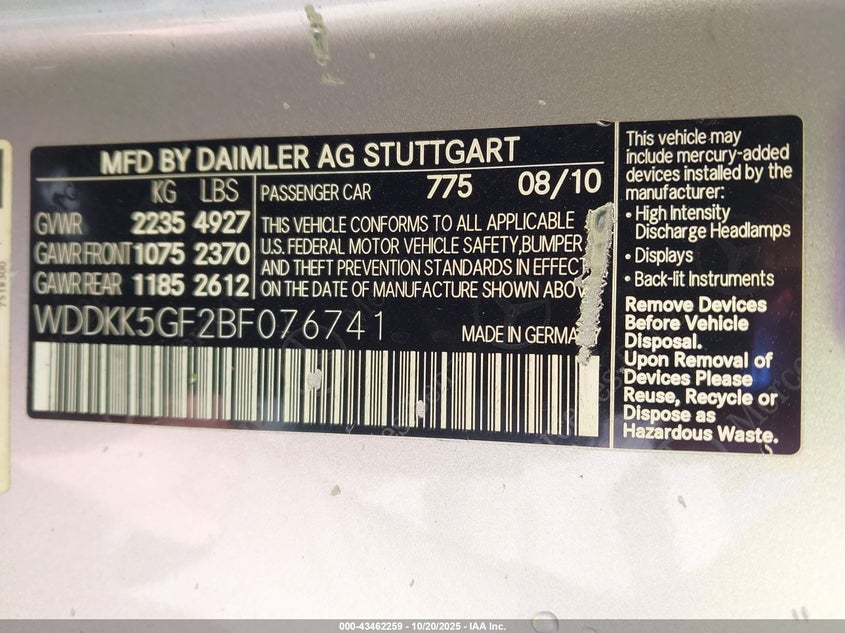 MFD BY DAIMLER AG STUTTGART
KG LBS
GVWR 2235 4927
GAWR FRONT 1075 2370
GAWR REAR 1185 2612
PASSENGER CAR 775 08/10
THIS VEHICLE CONFORMS TO ALL APPLICABLE
U.S. FEDERAL MOTOR VEHICLE SAFETY, BUMPER
AND THEFT PREVENTION STANDARDS IN EFFECT
ON THE DATE OF MANUFACTURE SHOWN ABOV
WDDKK5GF2BF076741
MADE IN GERMA
This vehicle may
include mercury-added
devices installed by the
manufacturer:
• High Intensity
Discharge Headlamps
• Displays
• Back-lit Instruments
Remove Devices
Before Vehicle
Disposal.
Upon Removal of
Devices Please
Reuse, Recycle or
Dispose as
Hazardous Waste.
000-43462259 - 10/20/2025 - IAA Inc.